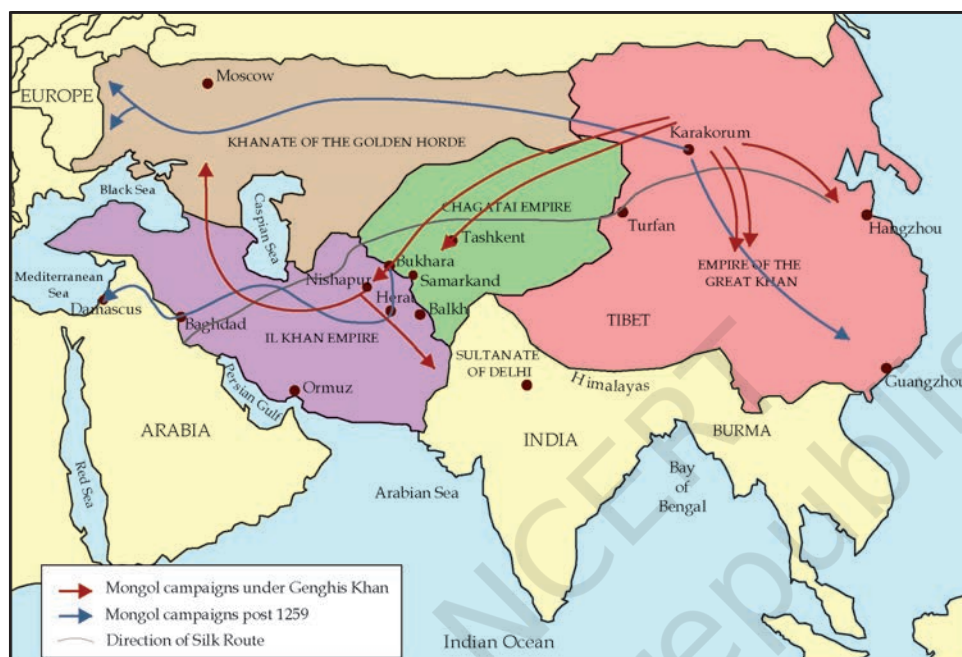 Moscow
EUROPE
KHANATE OF THE GOLDEN HORDE
Karakorum
Black Sea
Caspian Sea
CHAGATAI EMPIRE
Turfan
Hangzhou
Tashkent
Bukhara
Mediterranean
Sea
Nishapur
Samarkand
EMPIRE OF THE
GREAT KHAN
Damascus
Herat
Balkh
Baghdad
IL KHAN EMPIRE
TIBET
SULTANATE
OF DELHI
Himalayas
Guangzhou
Persian Gulf
Ormuz
ARABIA
INDIA
BURMA
Red Sea
Arabian Sea
Bay
of
Bengal
Mongol campaigns under Genghis Khan
Mongol campaigns post 1259
Direction of Silk Route
Indian Ocean
NCERT
republis